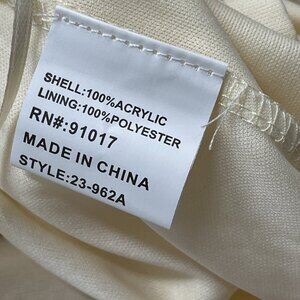 SHELL:100%ACRYLIC
LINING:100%POLYESTER
RN#:91017
MADE IN CHINA
STYLE:23-962A